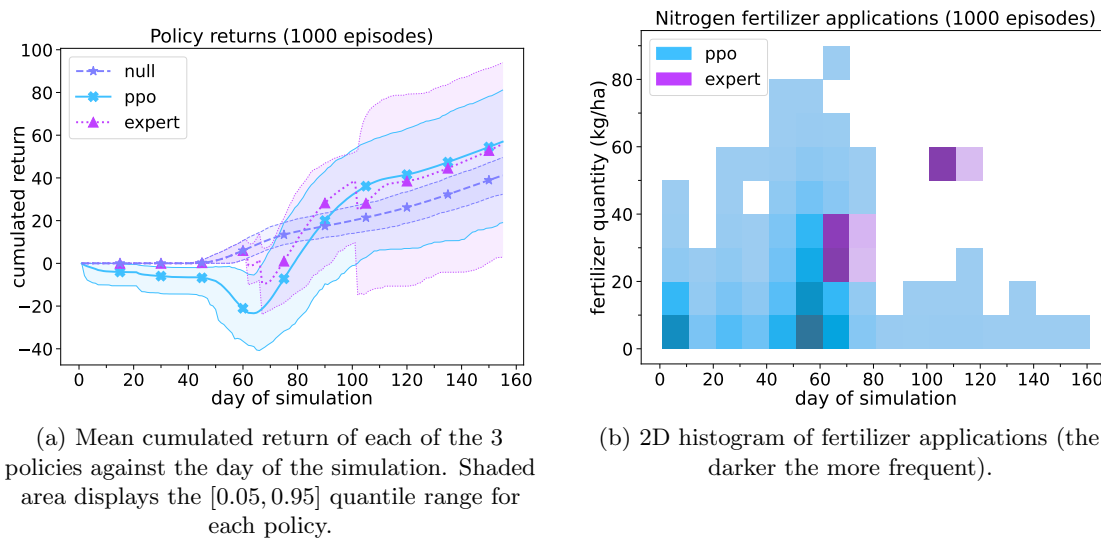 Policy returns (1000 episodes)
100
80
60
40
20
0
−20
−40
cumulated return
null
ppo
expert
0 20 40 60 80 100 120 140 160
day of simulation
(a) Mean cumulated return of each of the 3
policies against the day of the simulation. Shaded
area displays the [0.05, 0.95] quantile range for
each policy.
Nitrogen fertilizer applications (1000 episodes)
80
60
40
20
0
fertilizer quantity (kg/ha)
ppo
expert
0 20 40 60 80 100 120 140 160
day of simulation
(b) 2D histogram of fertilizer applications (the
darker the more frequent).